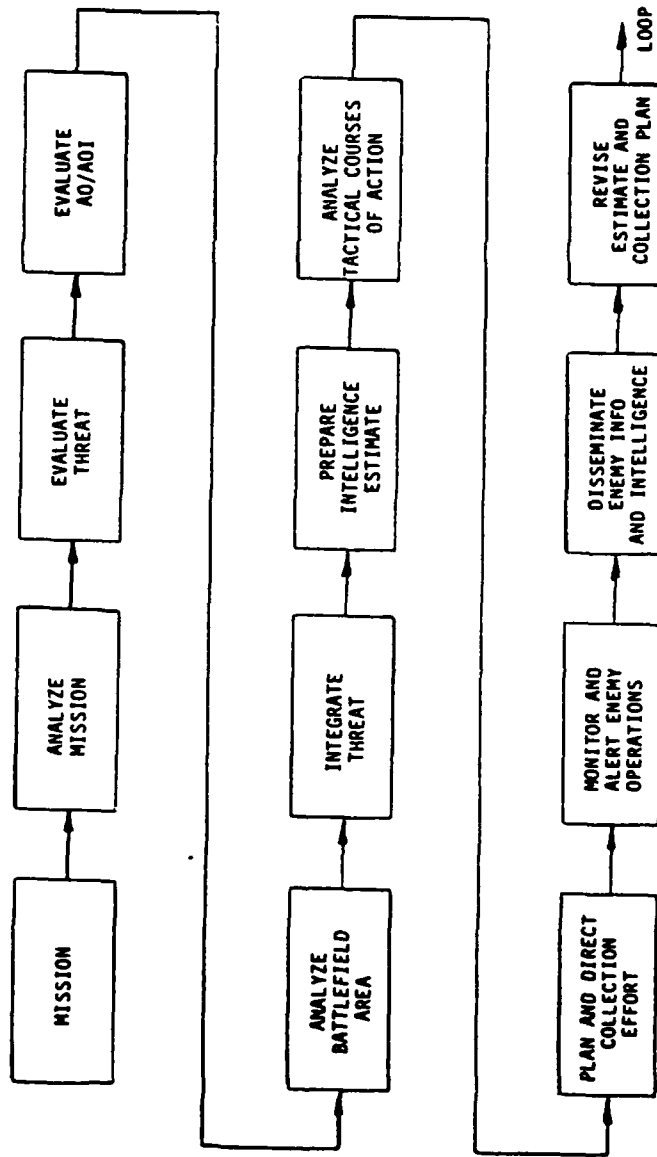 MISSION
ANALYZE
MISSION
EVALUATE
THREAT
EVALUATE
AO/AOI
ANALYZE
BATTLEFIELD
AREA
INTEGRATE
THREAT
PREPARE
INTELLIGENCE
ESTIMATE
ANALYZE
TACTICAL COURSES
OF ACTION
PLAN AND DIRECT
COLLECTION
EFFORT
MONITOR AND
ALERT ENEMY
OPERATIONS
DISSEMINATE
ENEMY INFO
AND INTELLIGENCE
REVISE
ESTIMATE AND
COLLECTION PLAN
LOOP